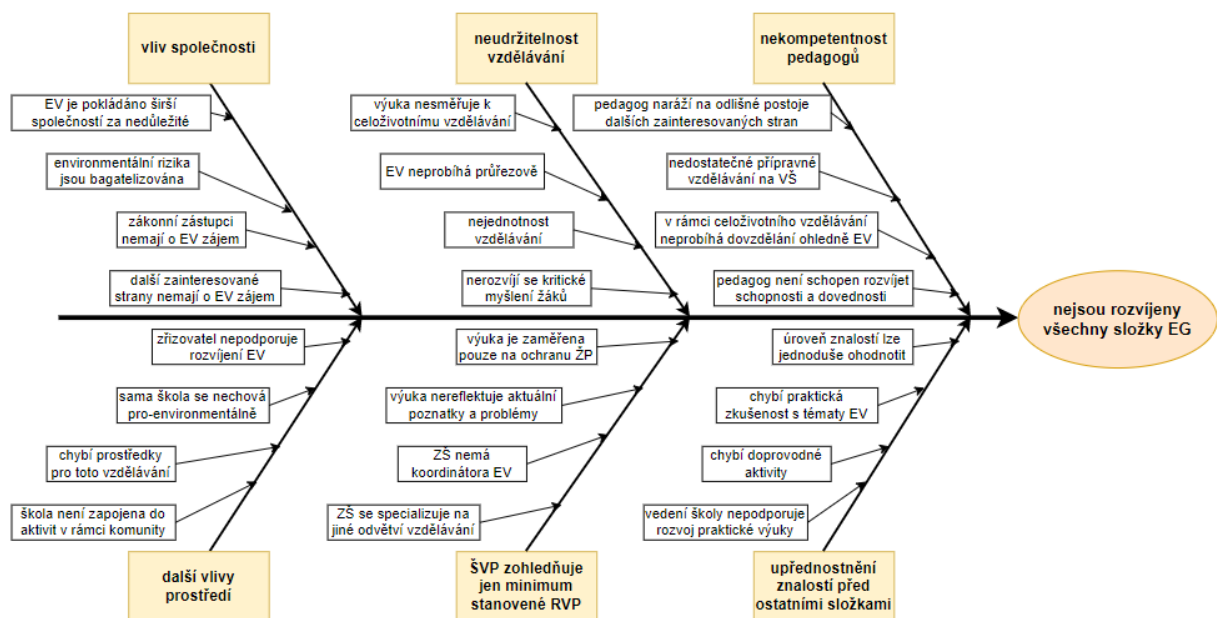 vliv společnosti
EV je pokládáno širší
společností za nedůležité
environmentální rizika
jsou bagatelizována
zákonní zástupci
nemají o EV zájem
další zainteresované
strany nemají o EV zájem
neudržitelnost
vzdělávání
výuka nesměřuje k
celoživotnímu vzdělávání
EV neprobíhá průřezově
nejednotnost
vzdělávání
nerozvíjí se kritické
myšlení žáků
nekompetentnost
pedagogů
pedagog naráží na odlišné postoje
dalších zainteresovaných stran
nedostatečné přípravné
vzdělávání na VŠ
v rámci celoživotního vzdělávání
neprobíhá dovzdělání ohledně EV
pedagog není schopen rozvíjet
schopnosti a dovednosti
nejsou rozvíjeny
všechny složky EG
zřizovatel nepodporuje
rozvíjení EV
sama škola se nechová
pro-environmentálně
chybí prostředky
pro toto vzdělávání
škola není zapojena do
aktivit v rámci komunity
další vlivy
prostředí
výuka je zaměřena
pouze na ochranu ŽP
výuka nereflektuje aktuální
poznatky a problémy
ZŠ nemá
koordinátora EV
ZŠ se specializuje na
jiné odvětví vzdělávání
ŠVP zohledňuje
jen minimum
stanovené RVP
úroveň znalostí lze
jednoduše ohodnotit
chybí praktická
zkušenost s tématy EV
chybí doprovodné
aktivity
vedení školy nepodporuje
rozvoj praktické výuky
upřednostnění
znalostí před
ostatními složkami